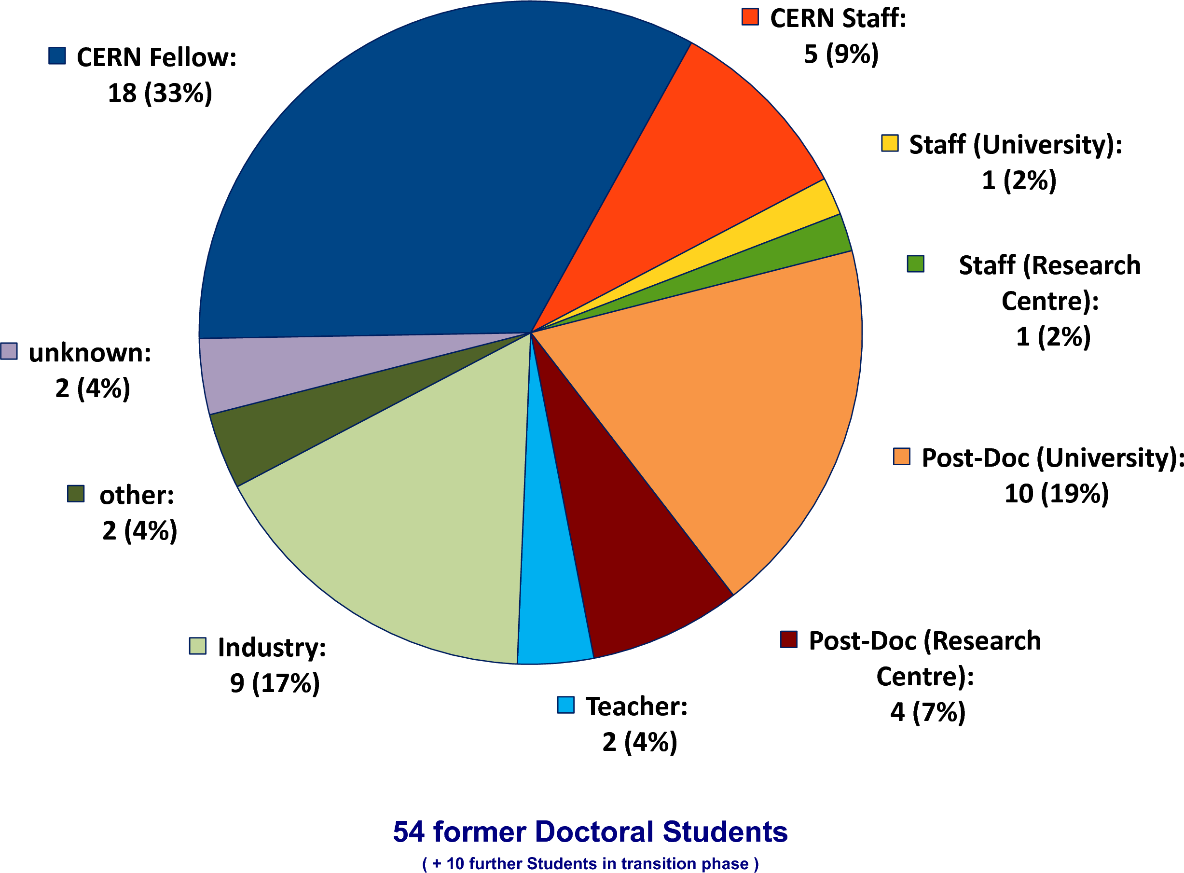 CERN Fellow:
18 (33%)
CERN Staff:
5 (9%)
Staff (University):
1 (2%)
Staff (Research
Centre):
1 (2%)
Post-Doc (University):
10 (19%)
Post-Doc (Research
Centre):
4 (7%)
Teacher:
2 (4%)
Industry:
9 (17%)
other:
2 (4%)
unknown:
2 (4%)
54 former Doctoral Students
( + 10 further Students in transition phase )